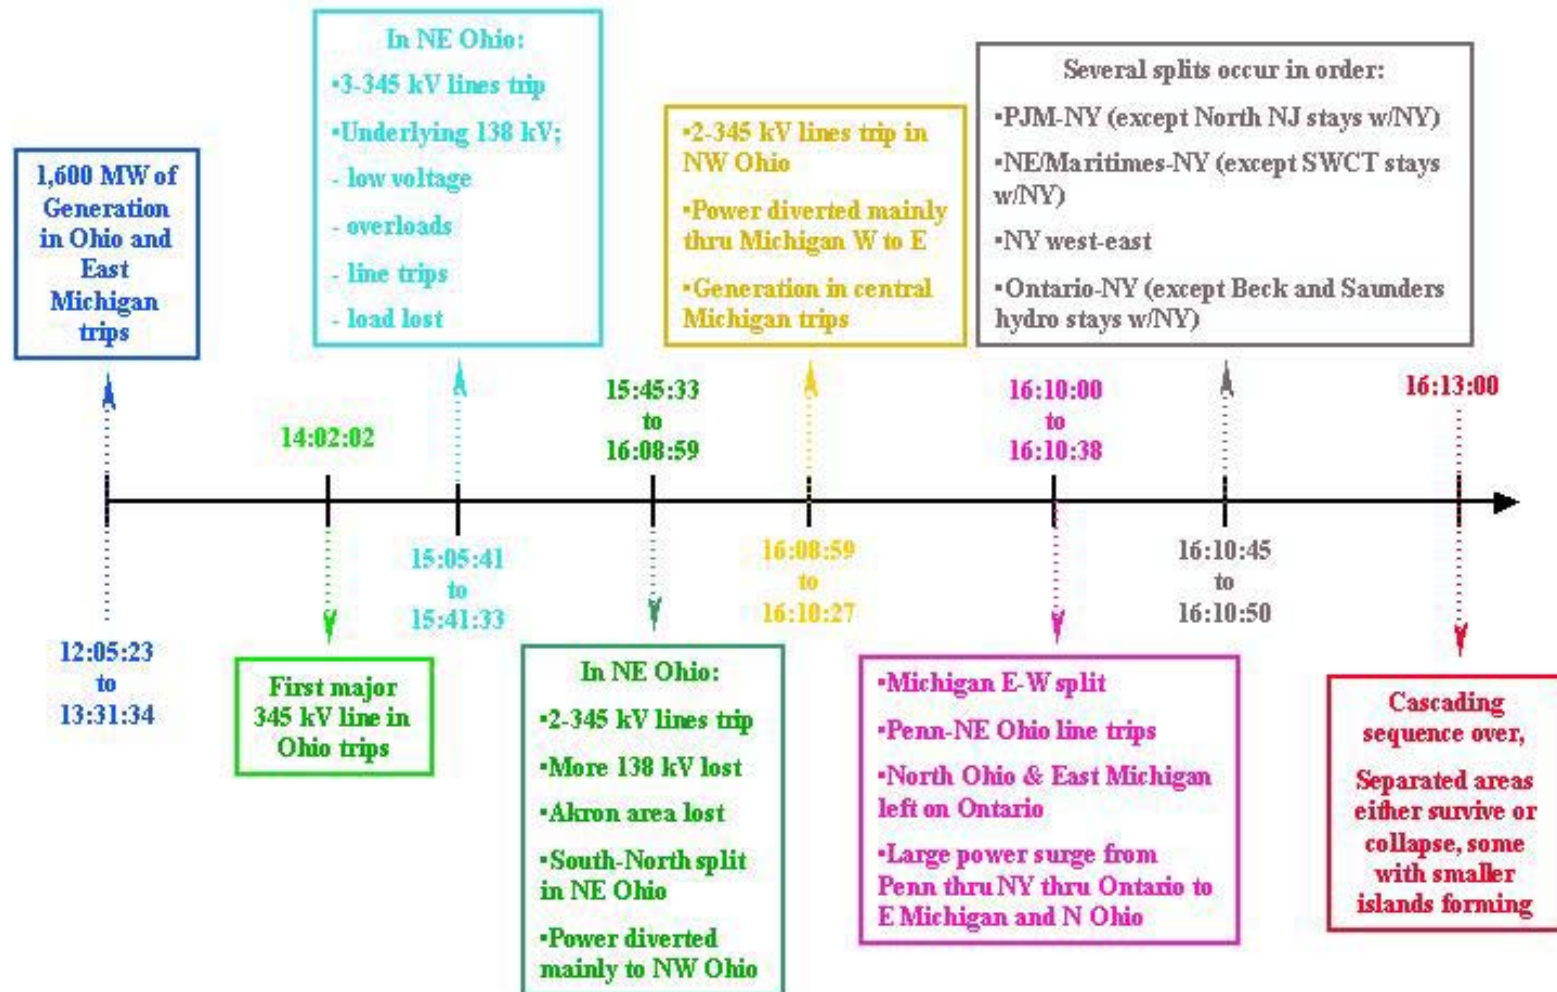 1,600 MW of
Generation
in Ohio and
East
Michigan
trips
12:05:23
to
13:31:34
14:02:02
First major
345 kV line in
Ohio trips
In NE Ohio:
▪3-345 kV lines trip
▪Underlying 138 kV;
- low voltage
- overloads
- line trips
- load lost
15:05:41
to
15:41:33
15:45:33
to
16:08:59
In NE Ohio:
▪2-345 kV lines trip
▪More 138 kV lost
▪Akron area lost
▪South-North split
in NE Ohio
▪Power diverted
mainly to NW Ohio
▪2-345 kV lines trip in
NW Ohio
▪Power diverted mainly
thru Michigan W to E
▪Generation in central
Michigan trips
16:08:59
to
16:10:27
16:10:00
to
16:10:38
▪Michigan E-W split
▪Penn-NE Ohio line trips
▪North Ohio & East Michigan
left on Ontario
▪Large power surge from
Penn thru NY thru Ontario to
E Michigan and N Ohio
Several splits occur in order:
▪PJM-NY (except North NJ stays w/NY)
▪NE/Maritimes-NY (except SWCT stays
w/NY)
▪NY west-east
▪Ontario-NY (except Beck and Saunders
hydro stays w/NY)
16:10:45
to
16:10:50
16:13:00
Cascading
sequence over,
Separated areas
either survive or
collapse, some
with smaller
islands forming